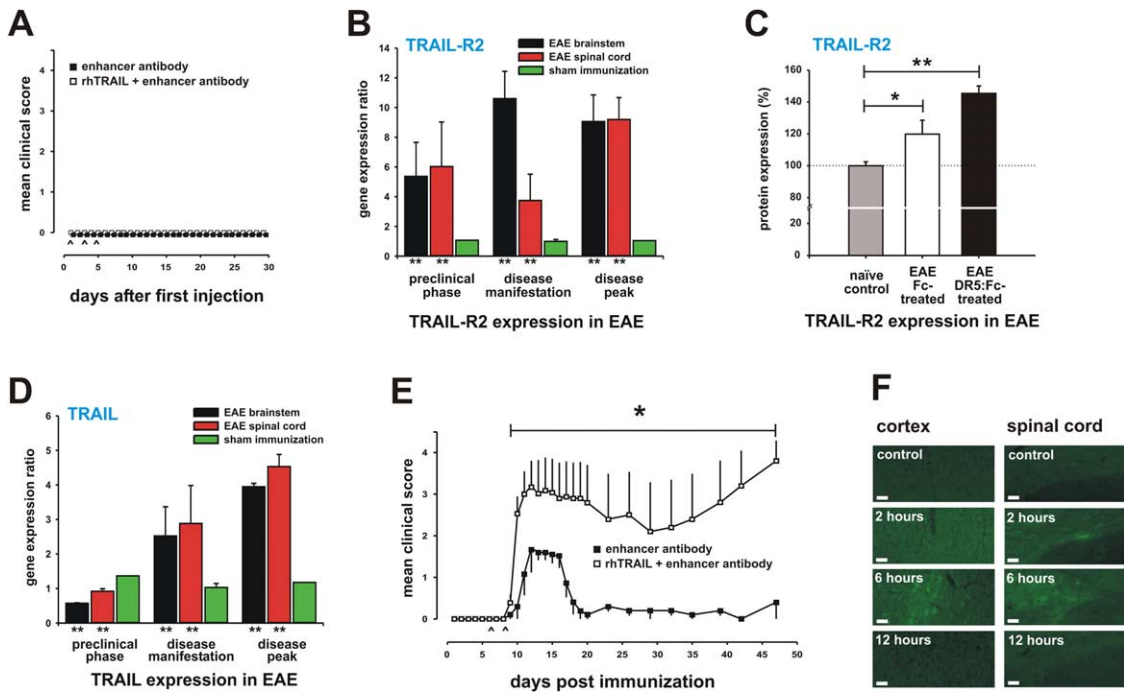 A
mean clinical score
4
3
2
1
0
■ enhancer antibody
□ rhTRAIL + enhancer antibody
^ ^ ^
0 5 10 15 20 25 30
days after first injection
B
TRAIL-R2
EAE brainstem
EAE spinal cord
sham immunization
gene expression ratio
14
12
10
8
6
4
2
0
** ** ** ** ** **
preclinical phase
disease manifestation
disease peak
TRAIL-R2 expression in EAE
C
TRAIL-R2
**
*
protein expression (%)
160
140
120
100
80
20
0
naïve control
EAE Fc-treated
EAE DR5:Fc-treated
TRAIL-R2 expression in EAE
D
TRAIL
EAE brainstem
EAE spinal cord
sham immunization
gene expression ratio
6
5
4
3
2
1
0
** ** ** ** ** **
preclinical phase
disease manifestation
disease peak
TRAIL expression in EAE
E
*
mean clinical score
4
3
2
1
0
■ enhancer antibody
□ rhTRAIL + enhancer antibody
^ ^
0 5 10 15 20 25 30 35 40 45 50
days post immunization
F
cortex
control
2 hours
6 hours
12 hours
spinal cord
control
2 hours
6 hours
12 hours